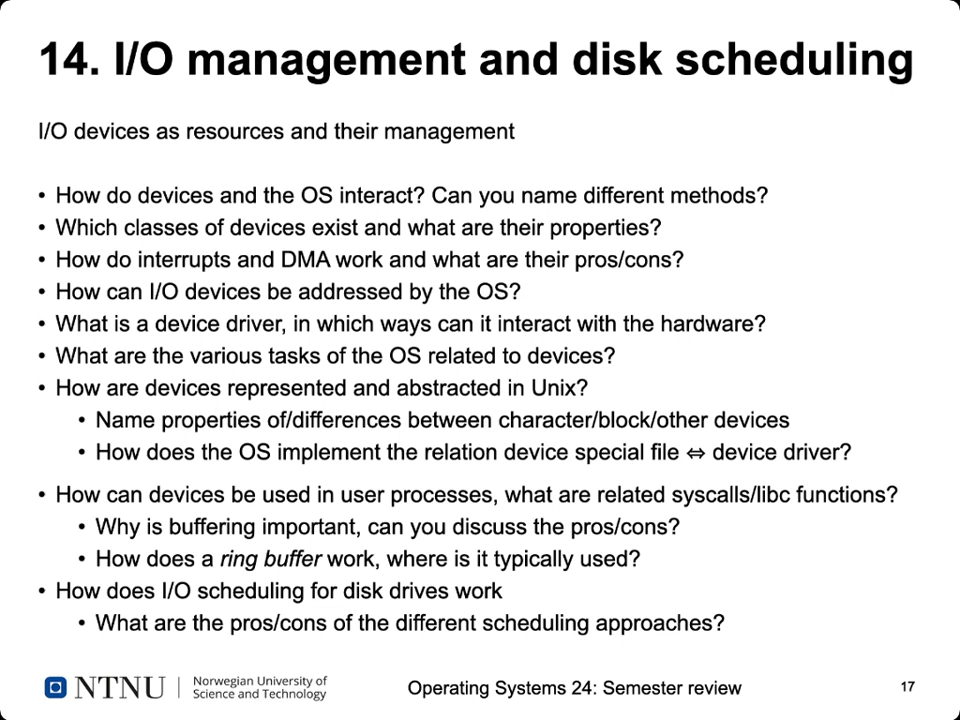 14. I/O management and disk scheduling
I/O devices as resources and their management
• How do devices and the OS interact? Can you name different methods?
• Which classes of devices exist and what are their properties?
• How do interrupts and DMA work and what are their pros/cons?
• How can I/O devices be addressed by the OS?
• What is a device driver, in which ways can it interact with the hardware?
• What are the various tasks of the OS related to devices?
• How are devices represented and abstracted in Unix?
• Name properties of/differences between character/block/other devices
• How does the OS implement the relation device special file ⇔ device driver?
• How can devices be used in user processes, what are related syscalls/libc functions?
• Why is buffering important, can you discuss the pros/cons?
• How does a ring buffer work, where is it typically used?
• How does I/O scheduling for disk drives work
• What are the pros/cons of the different scheduling approaches?
NTNU
Norwegian University of
Science and Technology
Operating Systems 24: Semester review
17